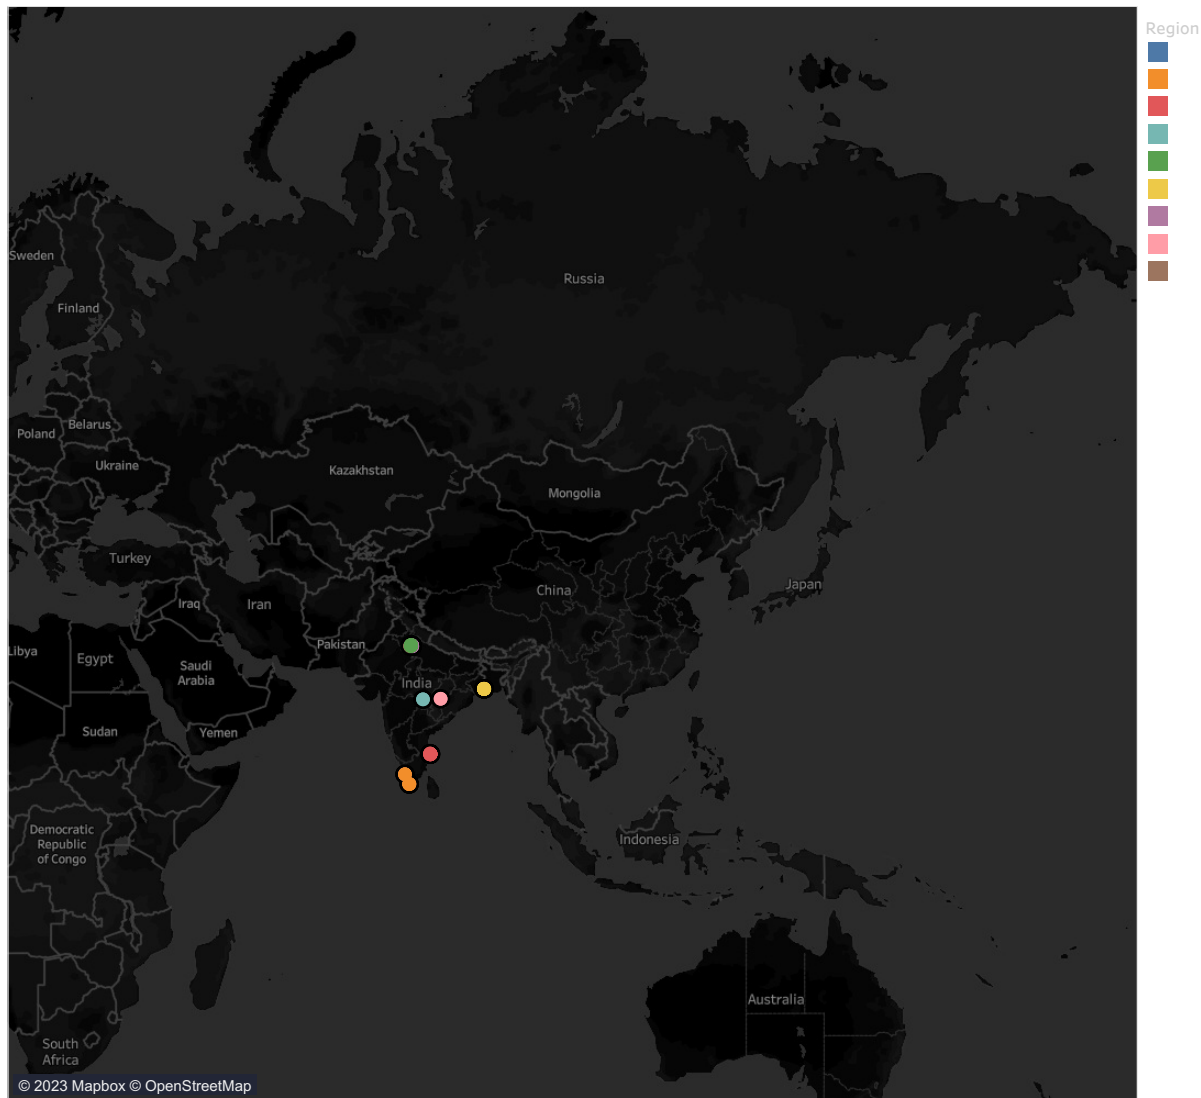 Region
Russia
Sweden
Finland
Belarus
Poland
Ukraine
Kazakhstan
Mongolia
Turkey
Japan
China
Iraq
Iran
Pakistan
Libya
Egypt
Saudi
Arabia
India
Sudan
Yemen
Democratic
Republic
of Congo
Indonesia
Australia
South
Africa
© 2023 Mapbox © OpenStreetMap